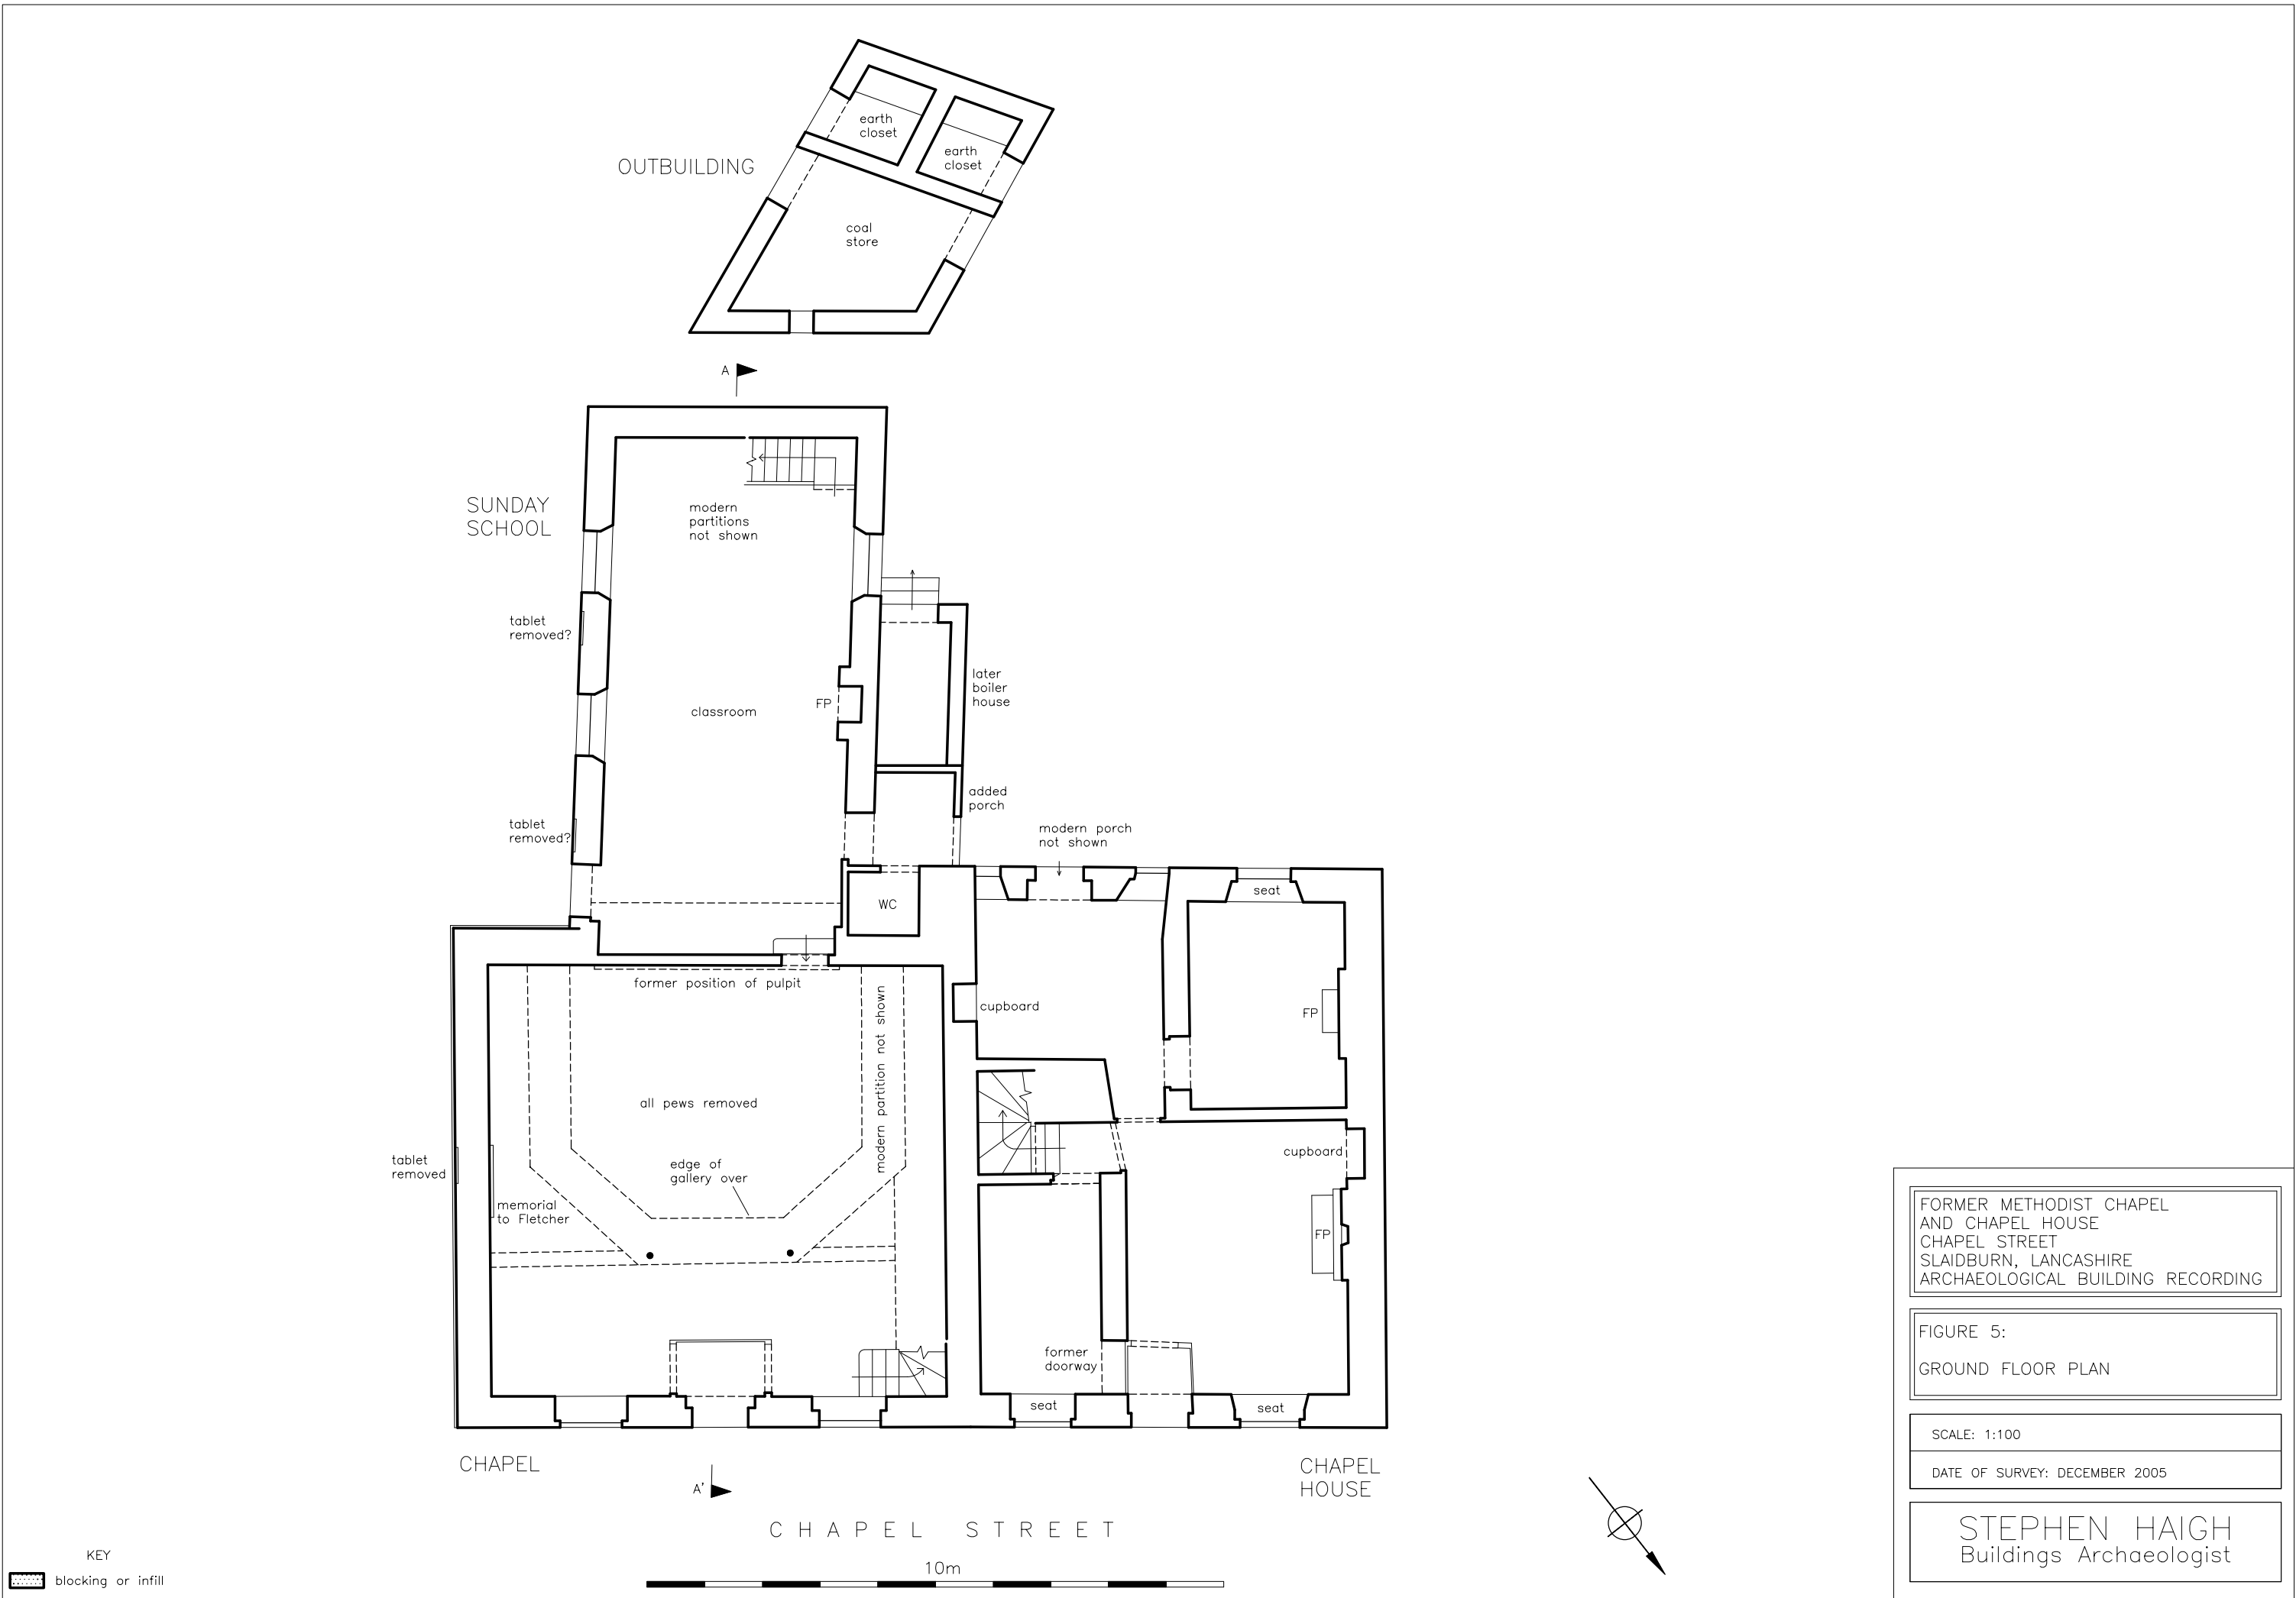 OUTBUILDING
earth
closet
earth
closet
coal
store
A
SUNDAY
SCHOOL
modern
partitions
not shown
tablet
removed?
classroom
FP
later
boiler
house
added
porch
tablet
removed?
modern porch
not shown
WC
seat
former position of pulpit
modern partition not shown
cupboard
FP
all pews removed
edge of
gallery over
tablet
removed
memorial
to Fletcher
cupboard
FP
former
doorway
seat
seat
CHAPEL
CHAPEL
HOUSE
A'
CHAPEL STREET
10m
KEY
blocking or infill
FORMER METHODIST CHAPEL
AND CHAPEL HOUSE
CHAPEL STREET
SLAIDBURN, LANCASHIRE
ARCHAEOLOGICAL BUILDING RECORDING
FIGURE 5:
GROUND FLOOR PLAN
SCALE: 1:100
DATE OF SURVEY: DECEMBER 2005
STEPHEN HAIGH
Buildings Archaeologist